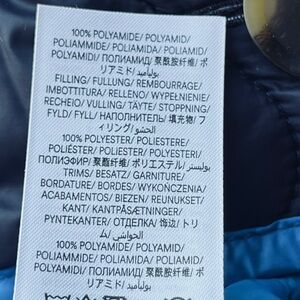 100% POLYAMIDE/ POLYAMID/
POLIAMMIDE/ POLIAMIDA/ POLIAMID/
POLYAMIDI/ ПОЛИАМИД/ 聚酰胺纤维/ ポ
リアミド/ بوليأميد
FILLING/ FÜLLUNG/ REMBOURRAGE/
IMBOTTITURA/ RELLENO/ WYPEŁNIENIE/
RECHEIO/ VULLING/ TÄYTE/ STOPPNING/
FYLD/ FYLL/ НАПОЛНИТЕЛЬ/ 填充物/ フ
ィリング/ الحشو/
100% POLYESTER/ POLIESTERE/
POLIÉSTER/ POLIESTER/ POLYESTERI/
ПОЛИЭФИР/ 聚酯纤维/ ポリエステル/ بوليستر
TRIMS/ BESATZ/ GARNITURE/
BORDATURE/ BORDES/ WYKOŃCZENIA/
ACABAMENTOS/ BIEZEN/ REUNUKSET/
KANT/ KANTPÅSÆTNINGER/
PYNTEKANTER/ ОТДЕЛКА/ 饰边/ トリ
ム/ الحواشي/
100% POLYAMIDE/ POLYAMID/
POLIAMMIDE/ POLIAMIDA/ POLIAMID/
POLYAMIDI/ ПОЛИАМИД/ 聚酰胺纤维/ ポ
リアミド/ بوليأميد